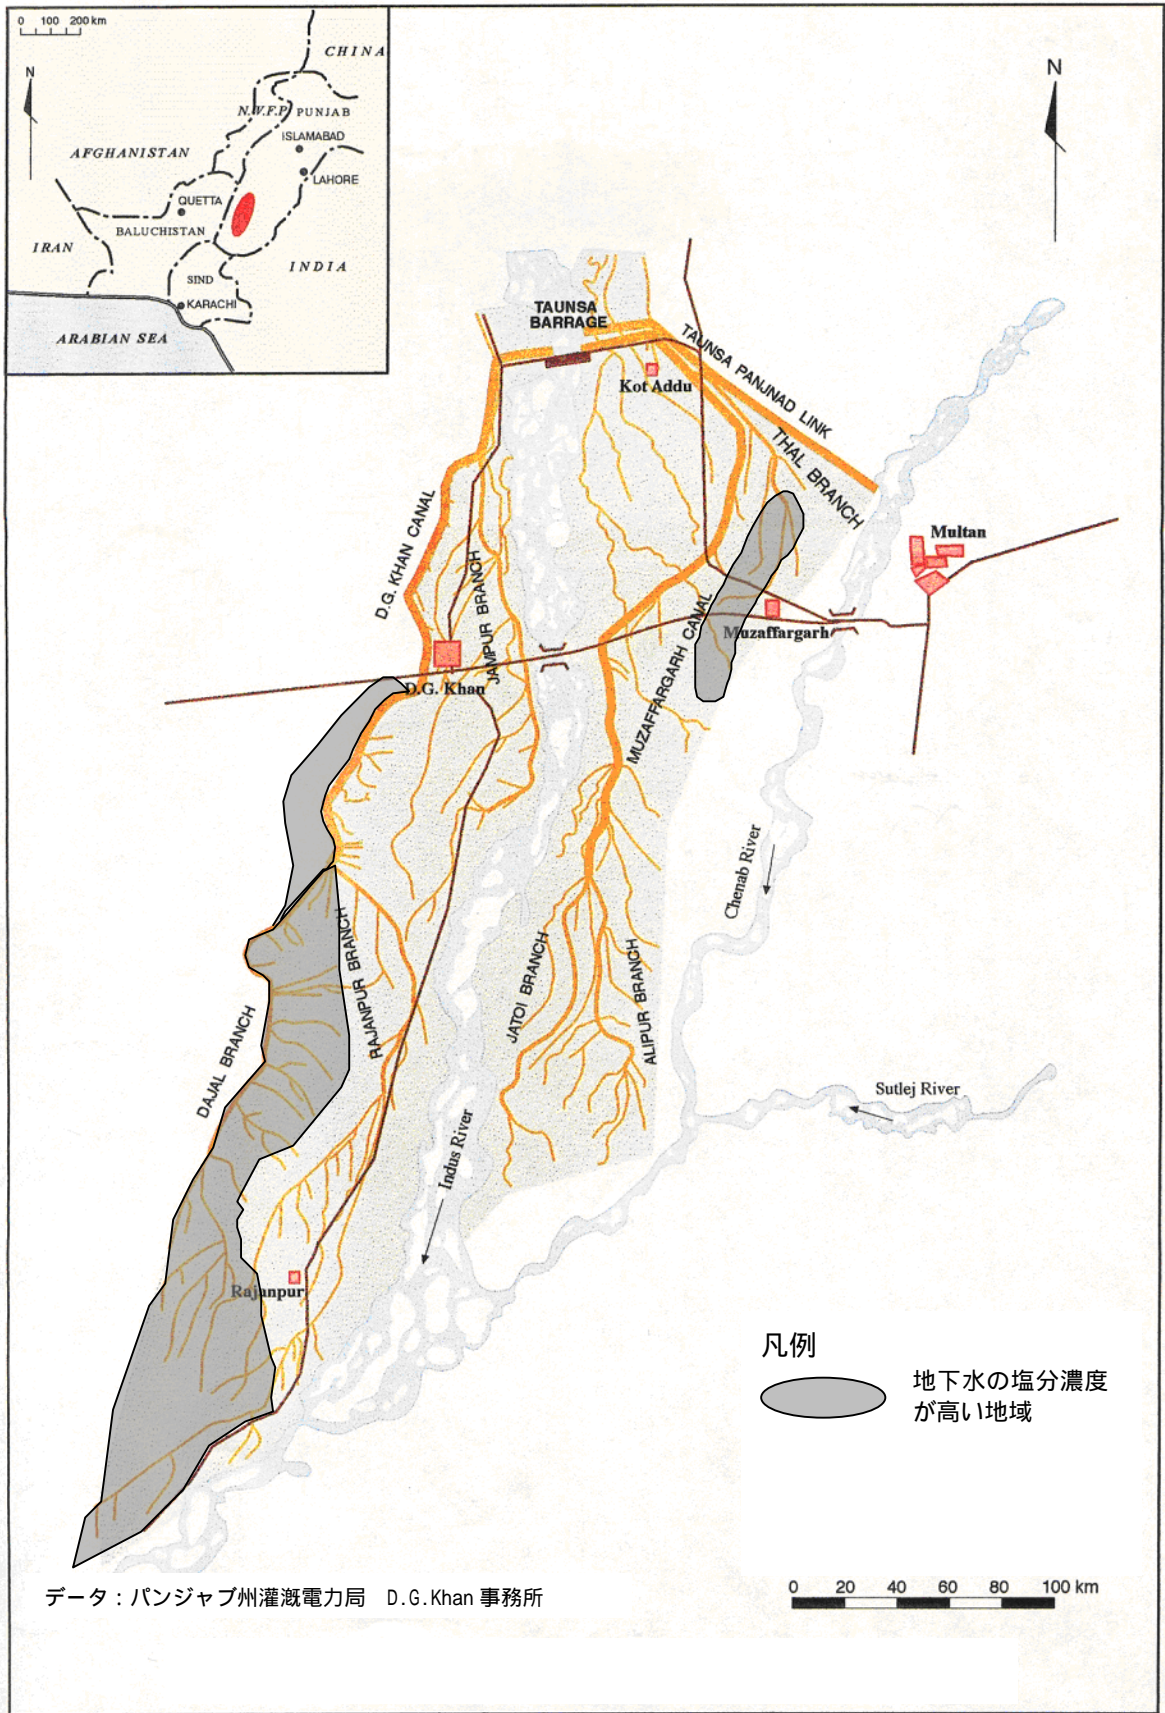 0 100 200 km
CHINA
N
N.W.F.P.
PUNJAB
ISLAMABAD
AFGHANISTAN
LAHORE
QUETTA
BALUCHISTAN
IRAN
INDIA
SIND
KARACHI
ARABIAN SEA
N
TAUNSA
BARRAGE
TAUNSA PANJNAD LINK
Kot Addu
THAL BRANCH
D.G. KHAN CANAL
Multan
JAMPUR BRANCH
MUZAFFARGARH CANAL
Muzaffargarh
D.G. Khan
Chenab River
RAJANPUR BRANCH
JATOI BRANCH
ALIPUR BRANCH
DAJAL BRANCH
Sutlej River
Indus River
Rajanpur
凡例
地下水の塩分濃度
が高い地域
データ：パンジャブ州灌漑電力局 D.G.Khan 事務所
0 20 40 60 80 100 km